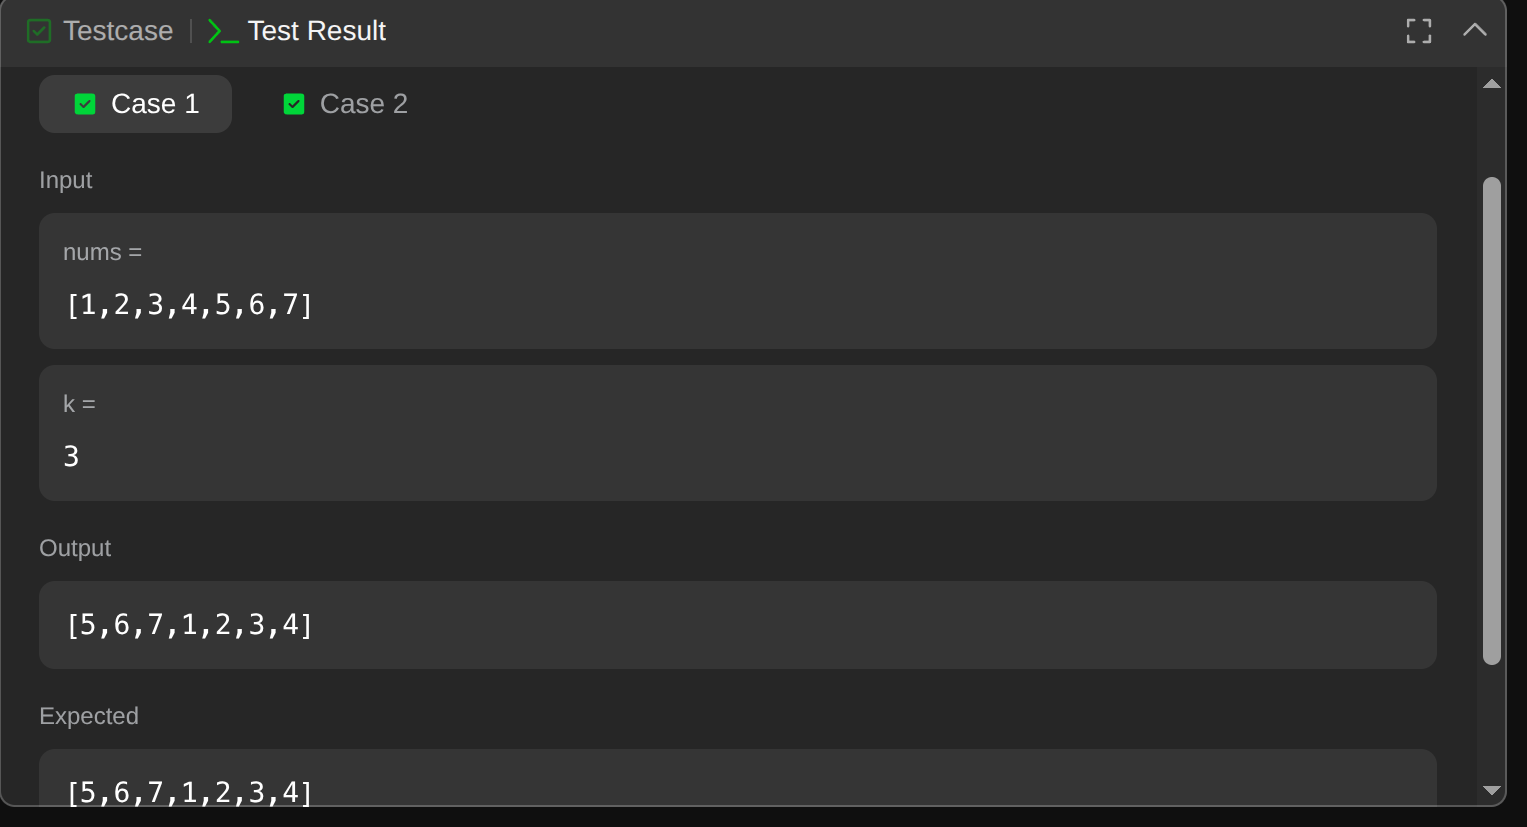 Testcase Test Result
Case 1 Case 2
Input
nums =
[1,2,3,4,5,6,7]
k =
3
Output
[5,6,7,1,2,3,4]
Expected
[5,6,7,1,2,3,4]